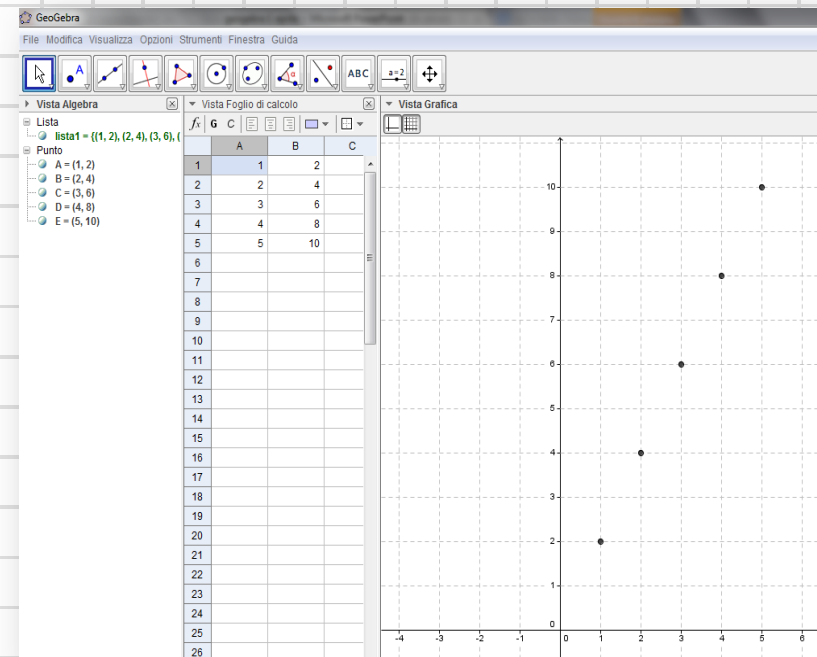 GeoGebra
File Modifica Visualizza Opzioni Strumenti Finestra Guida
A
α
ABC
a=2
Vista Algebra
Vista Foglio di calcolo
Vista Grafica
Lista
lista1 = {(1, 2), (2, 4), (3, 6), (
Punto
A = (1, 2)
B = (2, 4)
C = (3, 6)
D = (4, 8)
E = (5, 10)
fx G C
A B C
1 1 2
2 2 4
3 3 6
4 4 8
5 5 10
6
7
8
9
10
11
12
13
14
15
16
17
18
19
20
21
22
23
24
25
26
10
9
8
7
6
5
4
3
2
1
0
-4 -3 -2 -1 0 1 2 3 4 5 6